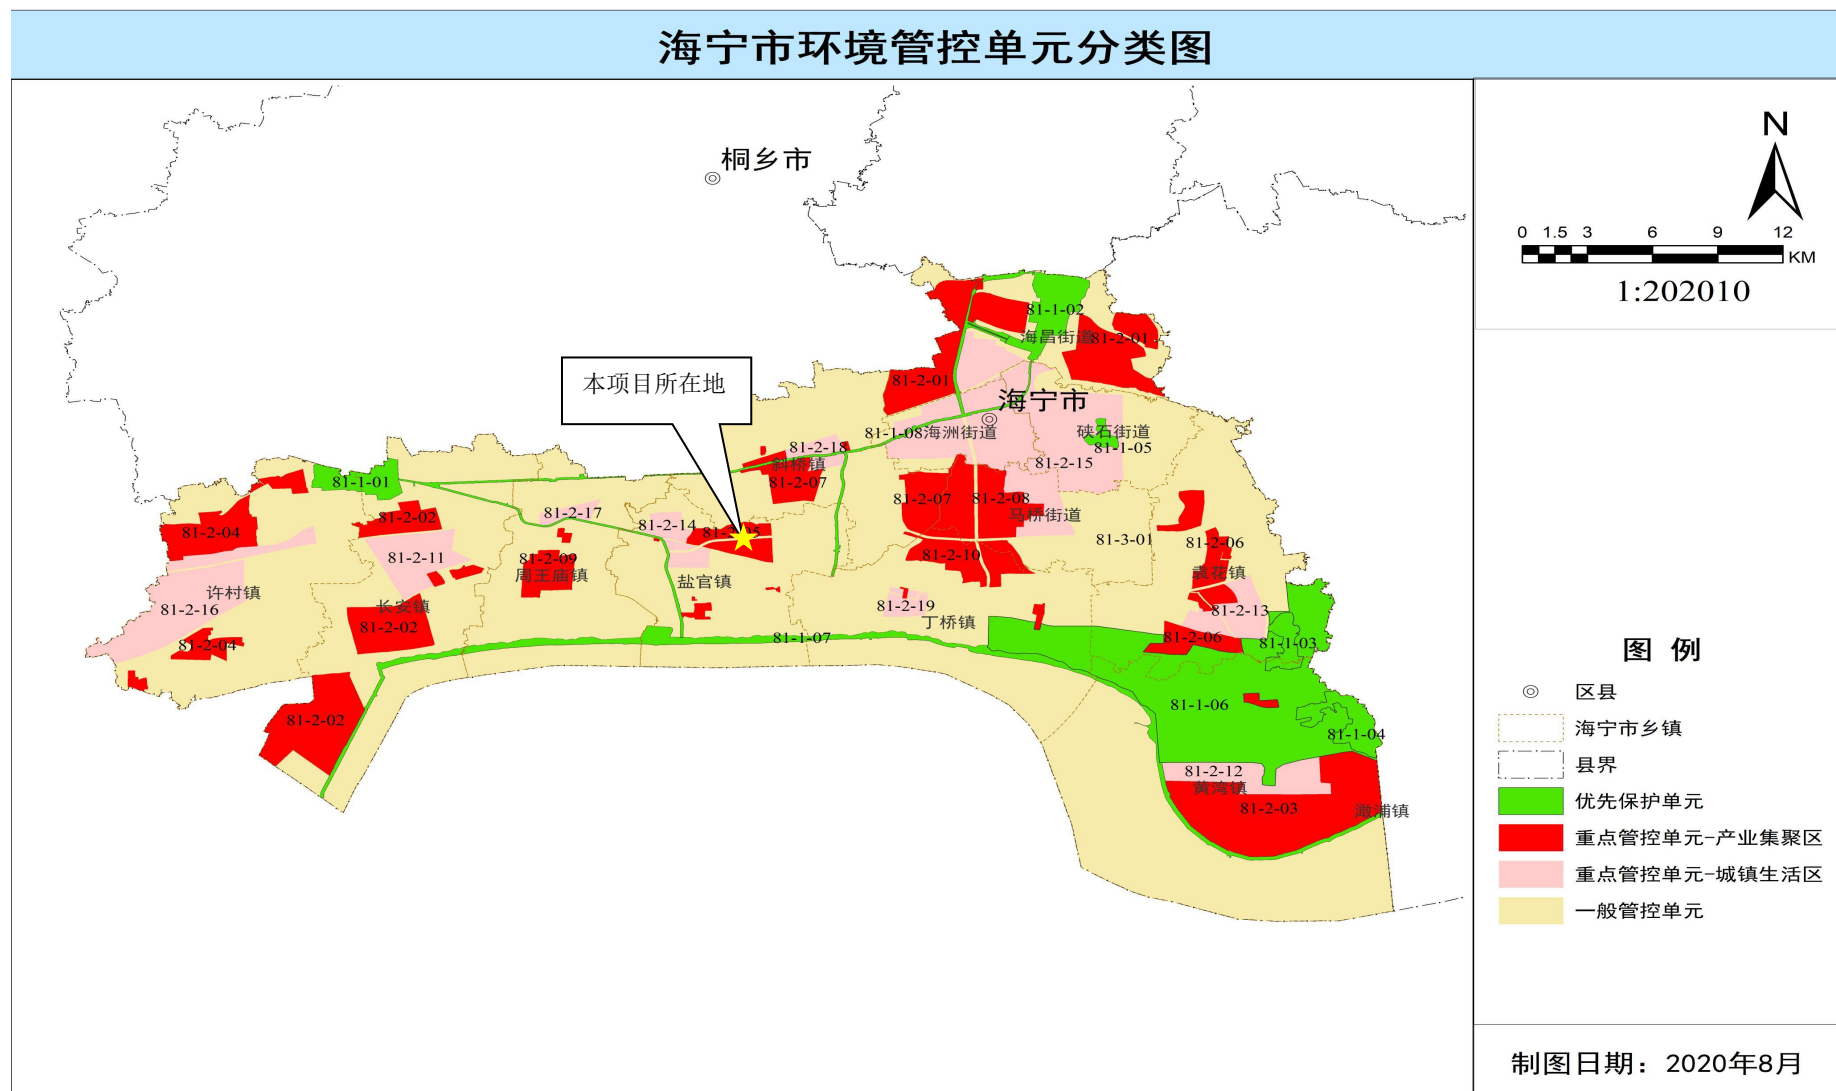 海宁市环境管控单元分类图
桐乡市
N
0 1.5 3 6 9 12
KM
1:202010
81-1-02
海昌街道
81-2-01
本项目所在地
81-2-01
海宁市
81-1-08
海洲街道
硖石街道
81-1-05
81-2-18
斜桥镇
81-2-15
81-1-01
81-2-07
81-2-07
81-2-08
81-2-17
81-2-02
81-2-14
马桥街道
81-2-04
81-3-01
81-2-06
81-2-11
81-2-09
81-2-10
周王庙镇
盐官镇
袁花镇
许村镇
长安镇
81-2-16
81-2-19
81-2-13
丁桥镇
81-2-02
81-2-04
81-1-07
81-2-06
81-1-03
81-2-02
81-1-06
81-1-04
81-2-12
黄湾镇
81-2-03
澉浦镇
图 例
区县
海宁市乡镇
县界
优先保护单元
重点管控单元-产业集聚区
重点管控单元-城镇生活区
一般管控单元
制图日期：2020年8月